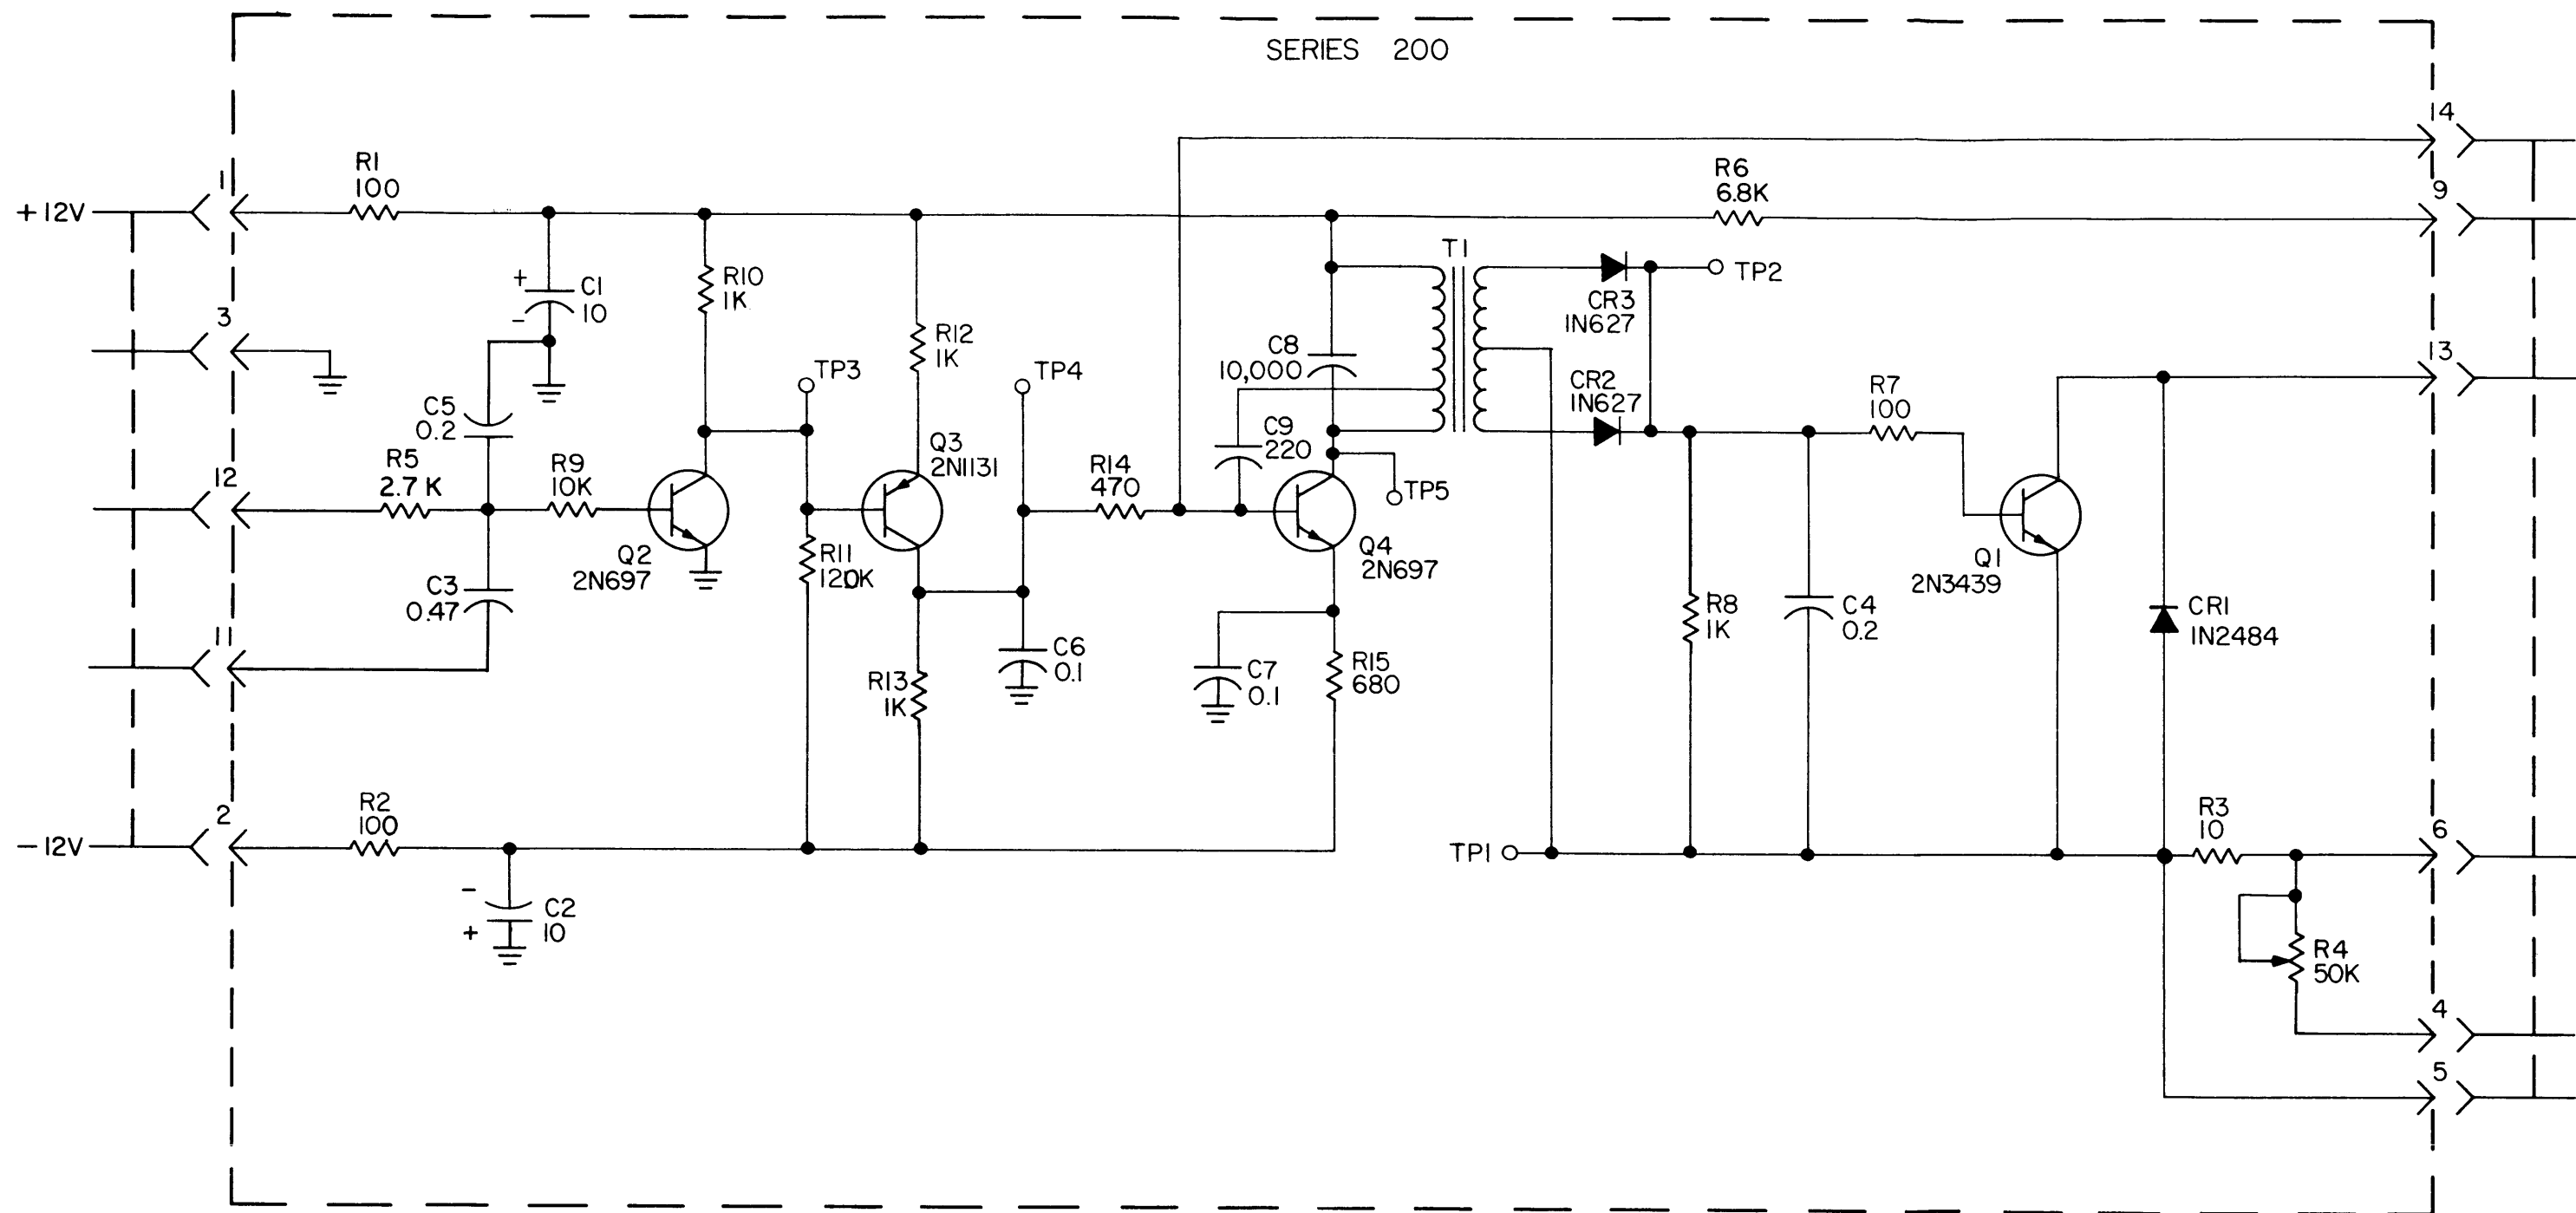 SERIES 200
14
R1
100
1
+12V
R6
6.8K
9
+
C1
10
−
R10
1K
T1
TP2
CR3
1N627
3
R12
1K
C8
10,000
13
TP3
TP4
CR2
1N627
R7
100
C5
0.2
C9
220
Q3
2N1131
12
R5
2.7 K
R9
10K
R14
470
TP5
Q2
2N697
R11
120K
Q4
2N697
Q1
2N3439
C3
0.47
R8
1K
C4
0.2
CR1
1N2484
11
C6
0.1
R13
1K
C7
0.1
R15
680
2
−12V
R2
100
TP1
R3
10
6
−
C2
10
+
R4
50K
4
5